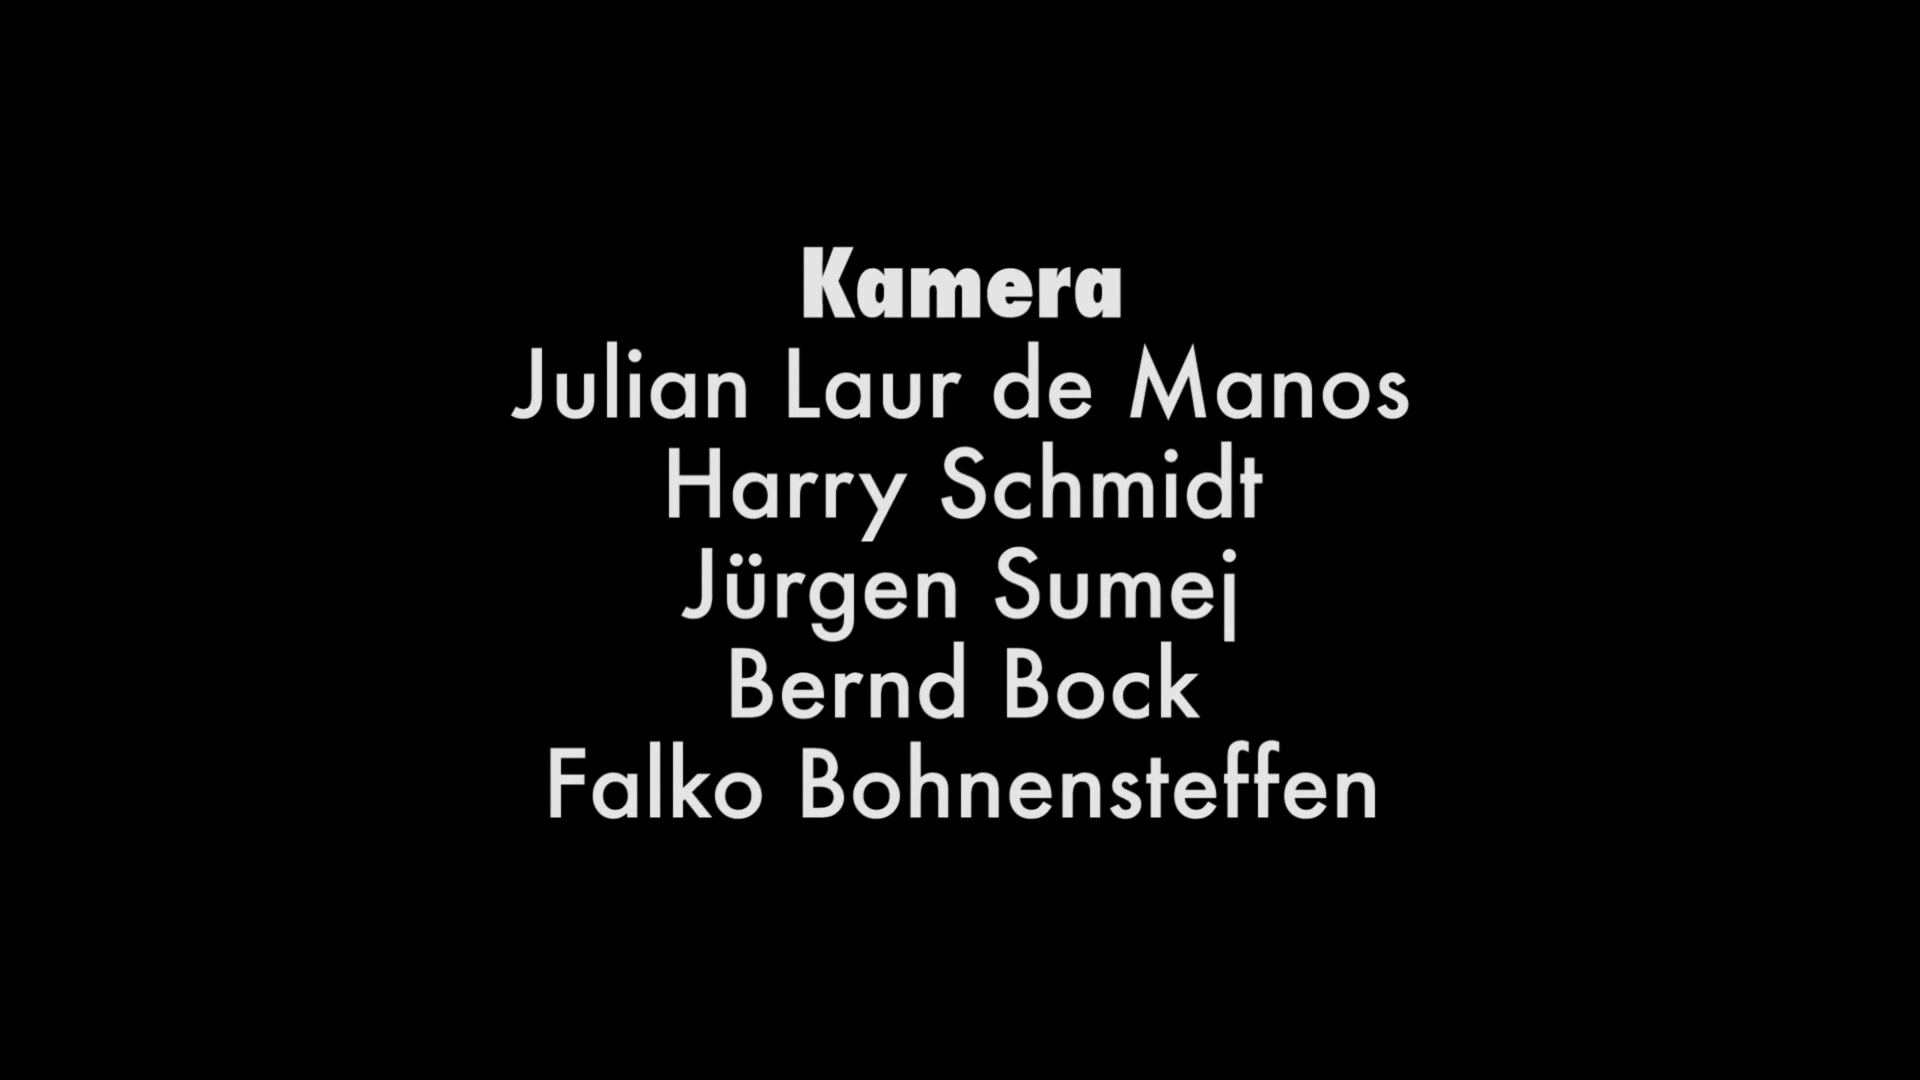 Kamera
Julian Laur de Manos
Harry Schmidt
Jürgen Sumej
Bernd Bock
Falko Bohnensteffen